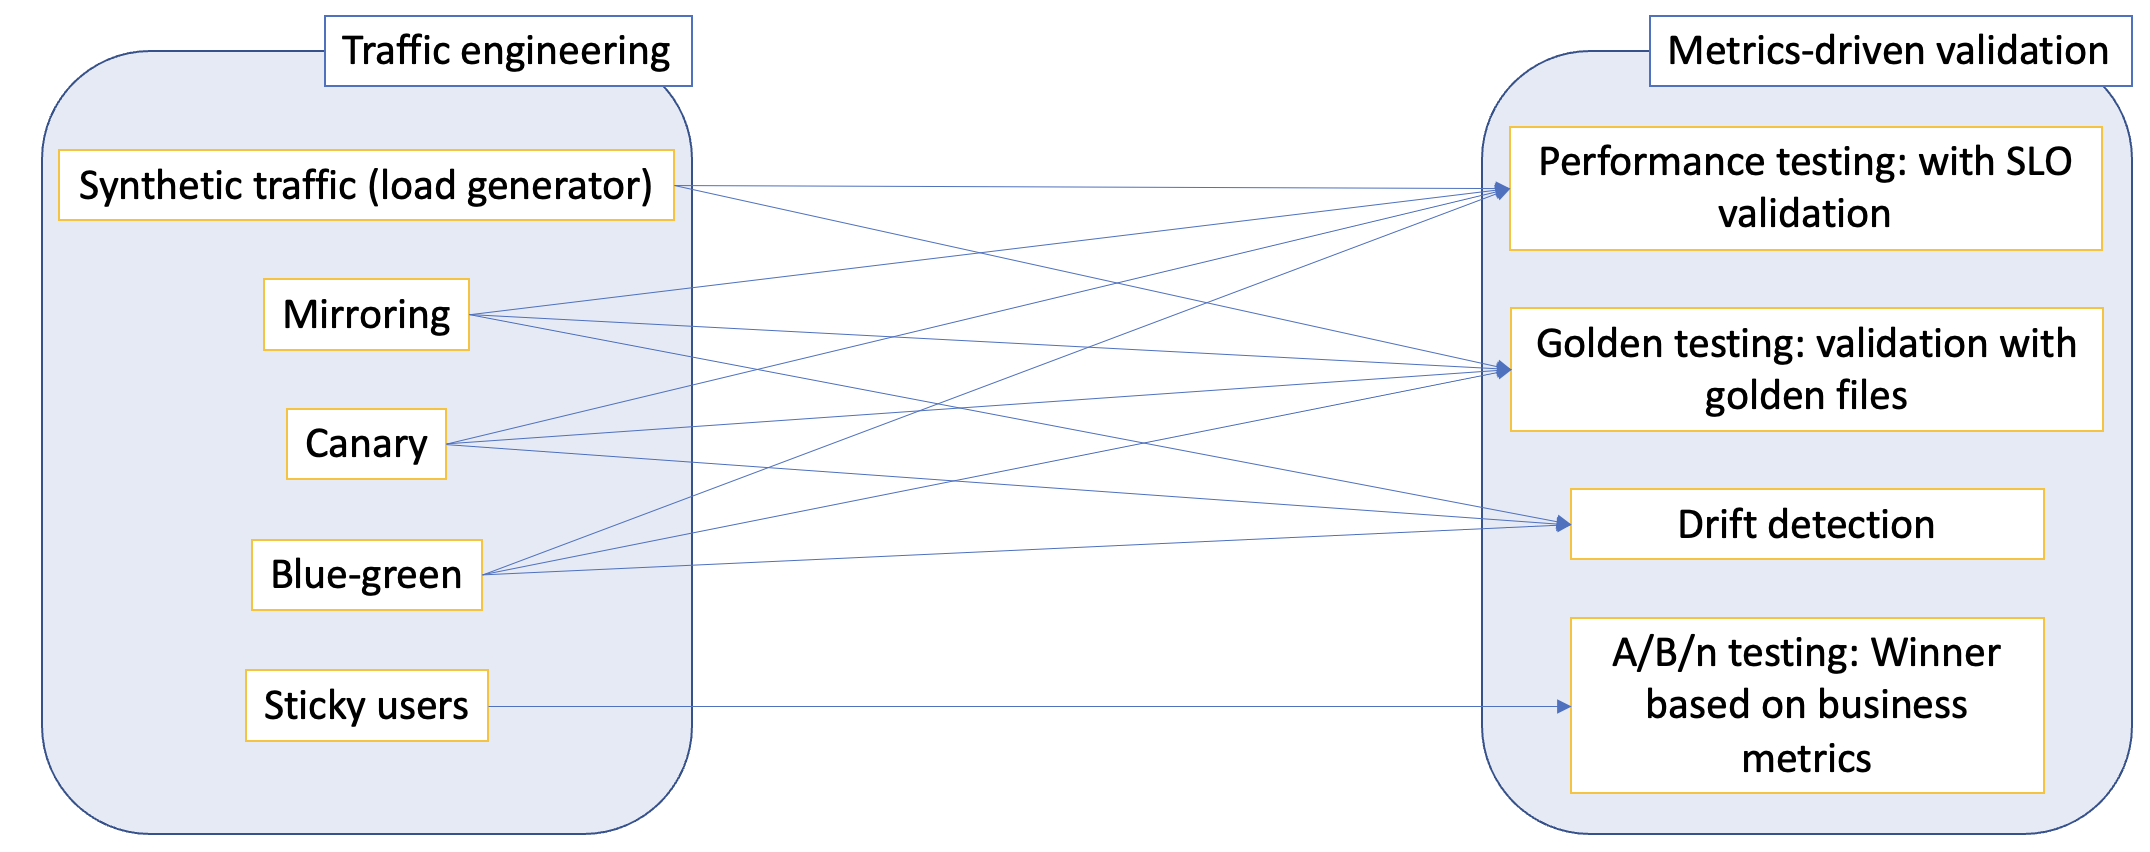 Traffic engineering
Synthetic traffic (load generator)
Mirroring
Canary
Blue-green
Sticky users
Metrics-driven validation
Performance testing: with SLO
validation
Golden testing: validation with
golden files
Drift detection
A/B/n testing: Winner
based on business
metrics